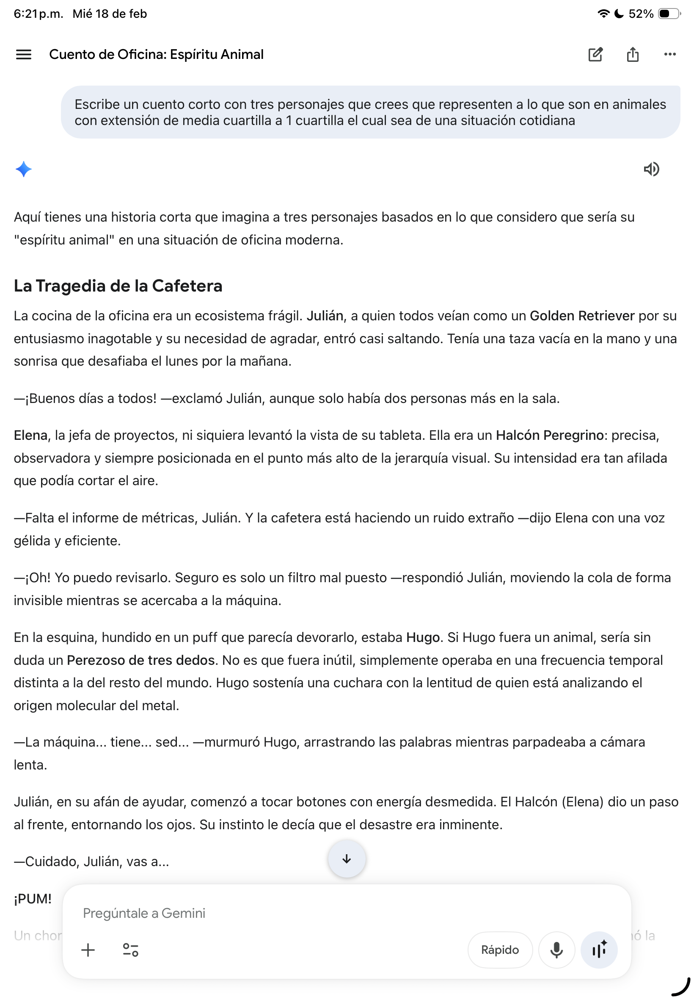 6:21 p.m. Mié 18 de feb
52%
Cuento de Oficina: Espíritu Animal
Escribe un cuento corto con tres personajes que crees que representen a lo que son en animales
con extensión de media cuartilla a 1 cuartilla el cual sea de una situación cotidiana
Aquí tienes una historia corta que imagina a tres personajes basados en lo que considero que sería su
"espíritu animal" en una situación de oficina moderna.
La Tragedia de la Cafetera
La cocina de la oficina era un ecosistema frágil. Julián, a quien todos veían como un Golden Retriever por su
entusiasmo inagotable y su necesidad de agradar, entró casi saltando. Tenía una taza vacía en la mano y una
sonrisa que desafiaba el lunes por la mañana.
—¡Buenos días a todos! —exclamó Julián, aunque solo había dos personas más en la sala.
Elena, la jefa de proyectos, ni siquiera levantó la vista de su tableta. Ella era un Halcón Peregrino: precisa,
observadora y siempre posicionada en el punto más alto de la jerarquía visual. Su intensidad era tan afilada
que podía cortar el aire.
—Falta el informe de métricas, Julián. Y la cafetera está haciendo un ruido extraño —dijo Elena con una voz
gélida y eficiente.
—¡Oh! Yo puedo revisarlo. Seguro es solo un filtro mal puesto —respondió Julián, moviendo la cola de forma
invisible mientras se acercaba a la máquina.
En la esquina, hundido en un puff que parecía devorarlo, estaba Hugo. Si Hugo fuera un animal, sería sin
duda un Perezoso de tres dedos. No es que fuera inútil, simplemente operaba en una frecuencia temporal
distinta a la del resto del mundo. Hugo sostenía una cuchara con la lentitud de quien está analizando el
origen molecular del metal.
—La máquina... tiene... sed... —murmuró Hugo, arrastrando las palabras mientras parpadeaba a cámara
lenta.
Julián, en su afán de ayudar, comenzó a tocar botones con energía desmedida. El Halcón (Elena) dio un paso
al frente, entornando los ojos. Su instinto le decía que el desastre era inminente.
—Cuidado, Julián, vas a...
¡PUM!
Pregúntale a Gemini
Un la
Rápido